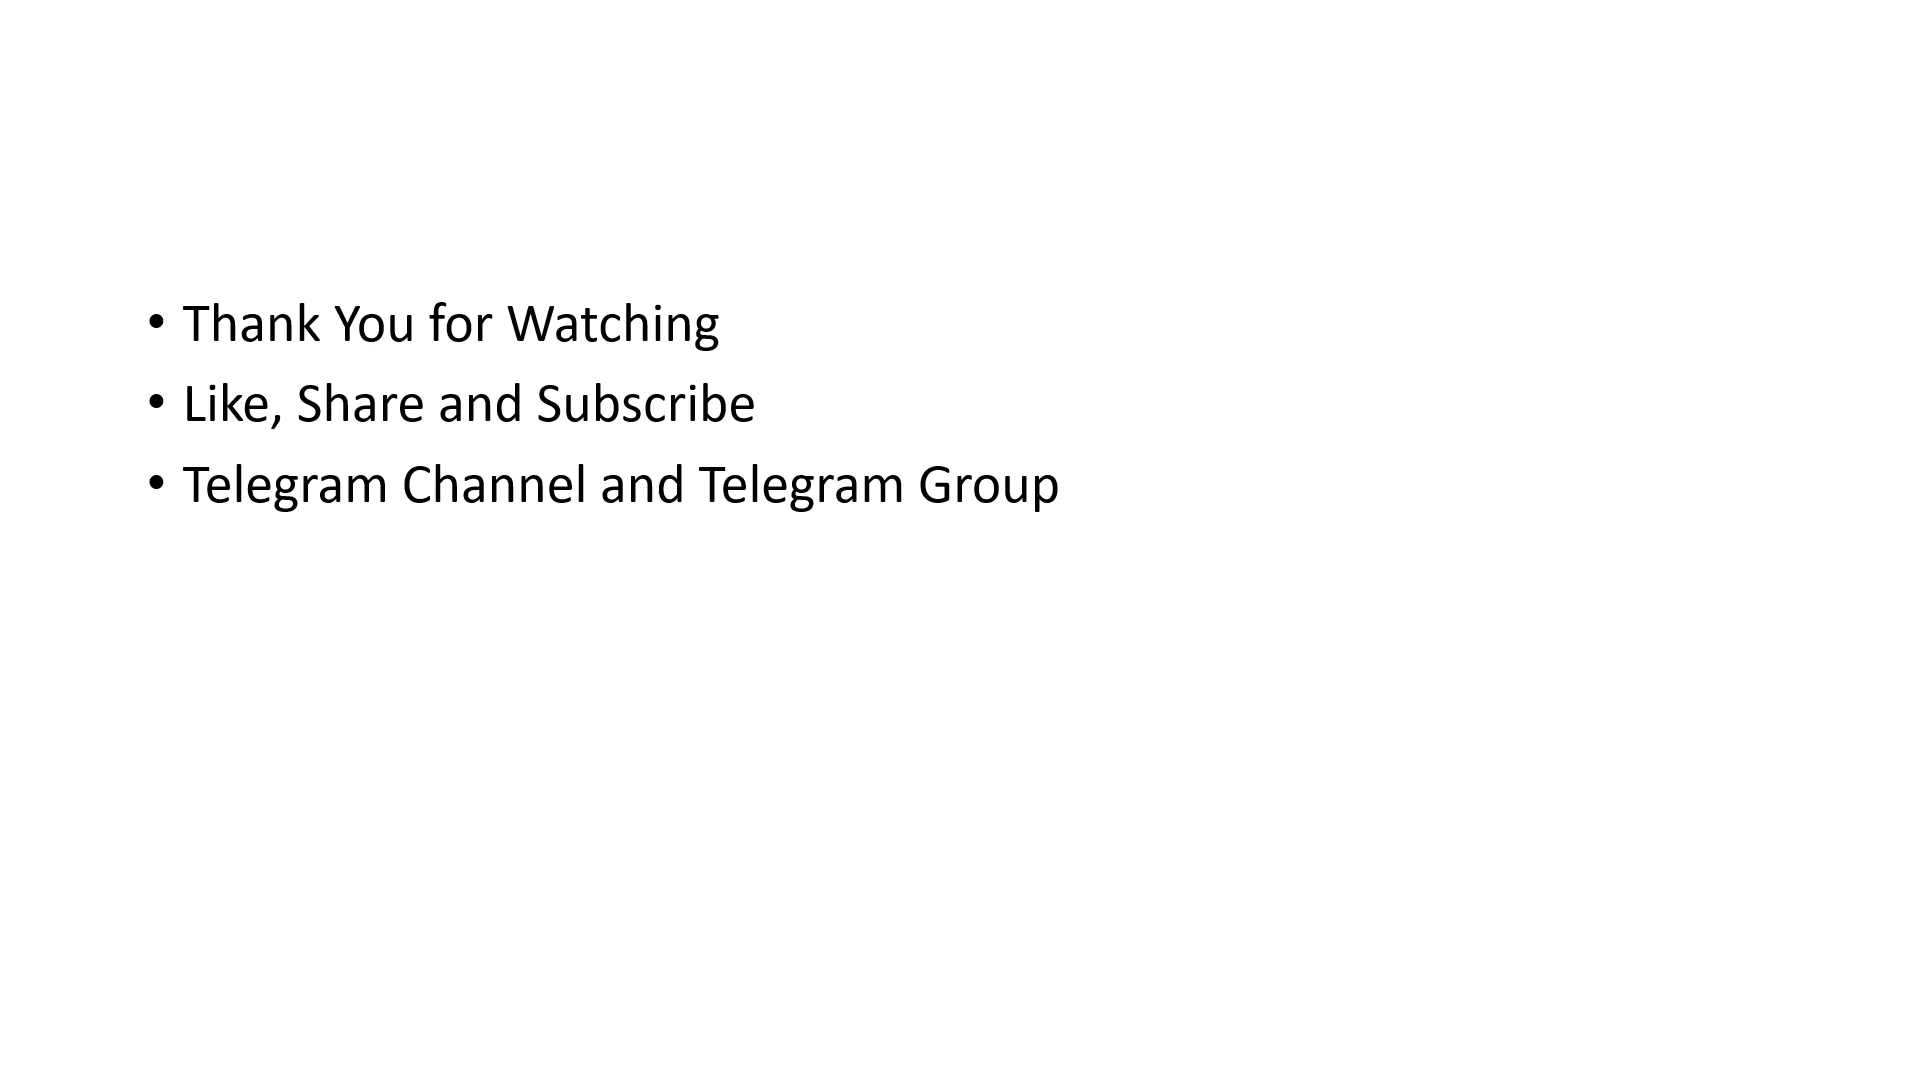 • Thank You for Watching
• Like, Share and Subscribe
• Telegram Channel and Telegram Group